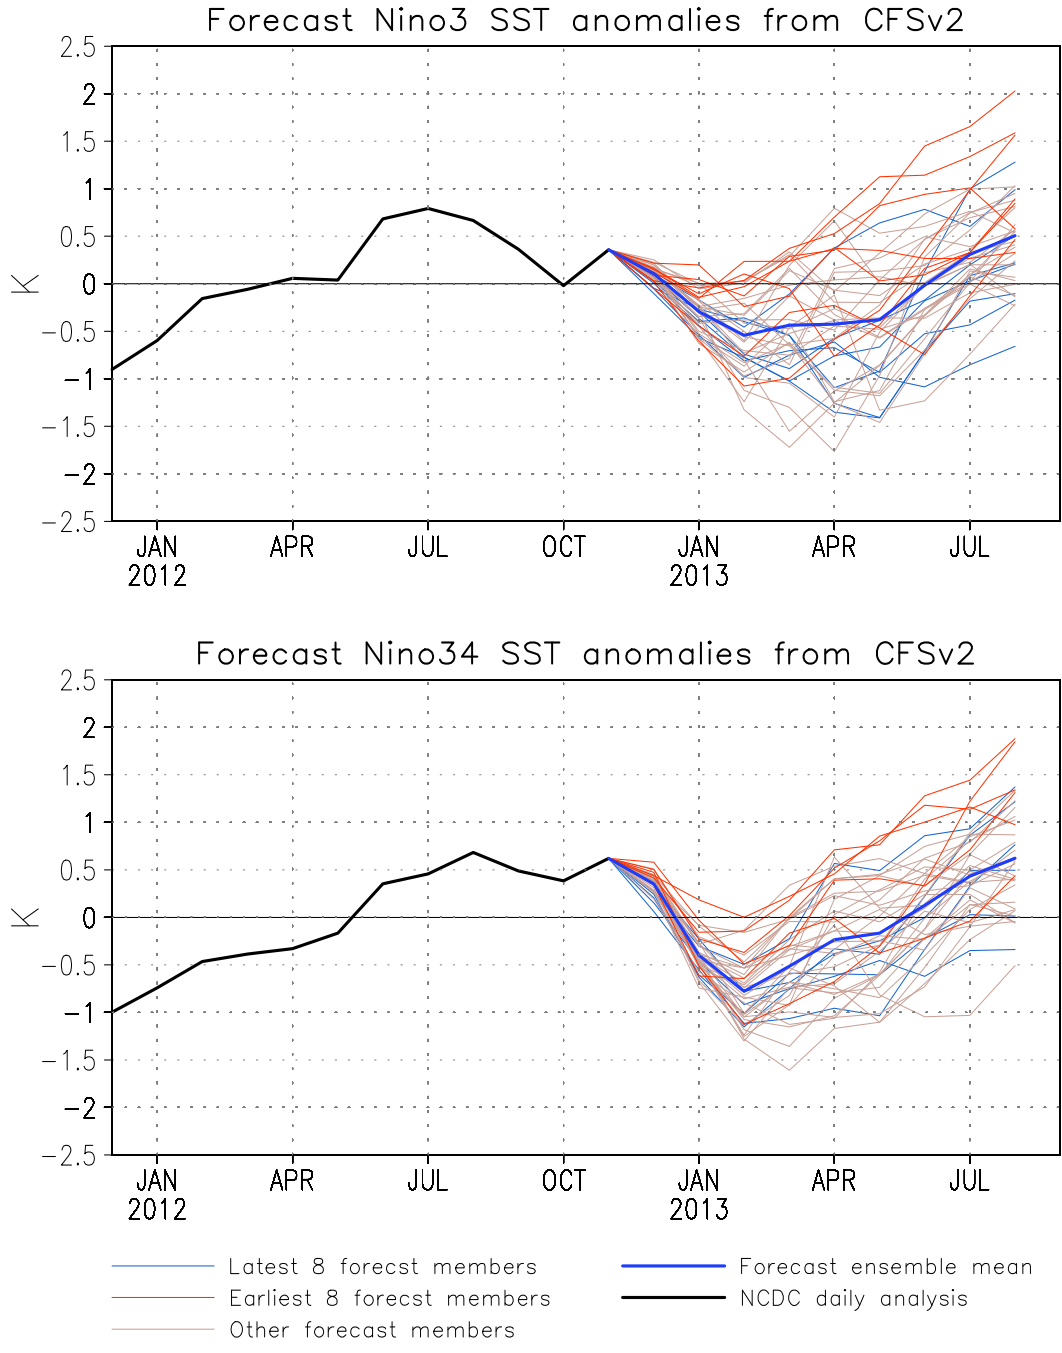 Forecast Nino3 SST anomalies from CFSv2
2.5
2
1.5
1
0.5
0
−0.5
−1
−1.5
−2
−2.5
K
JAN APR JUL OCT JAN APR JUL
2012 2013
Forecast Nino34 SST anomalies from CFSv2
2.5
2
1.5
1
0.5
0
−0.5
−1
−1.5
−2
−2.5
K
JAN APR JUL OCT JAN APR JUL
2012 2013
Latest 8 forecst members
Earliest 8 forecst members
Other forecast members
Forecast ensemble mean
NCDC daily analysis